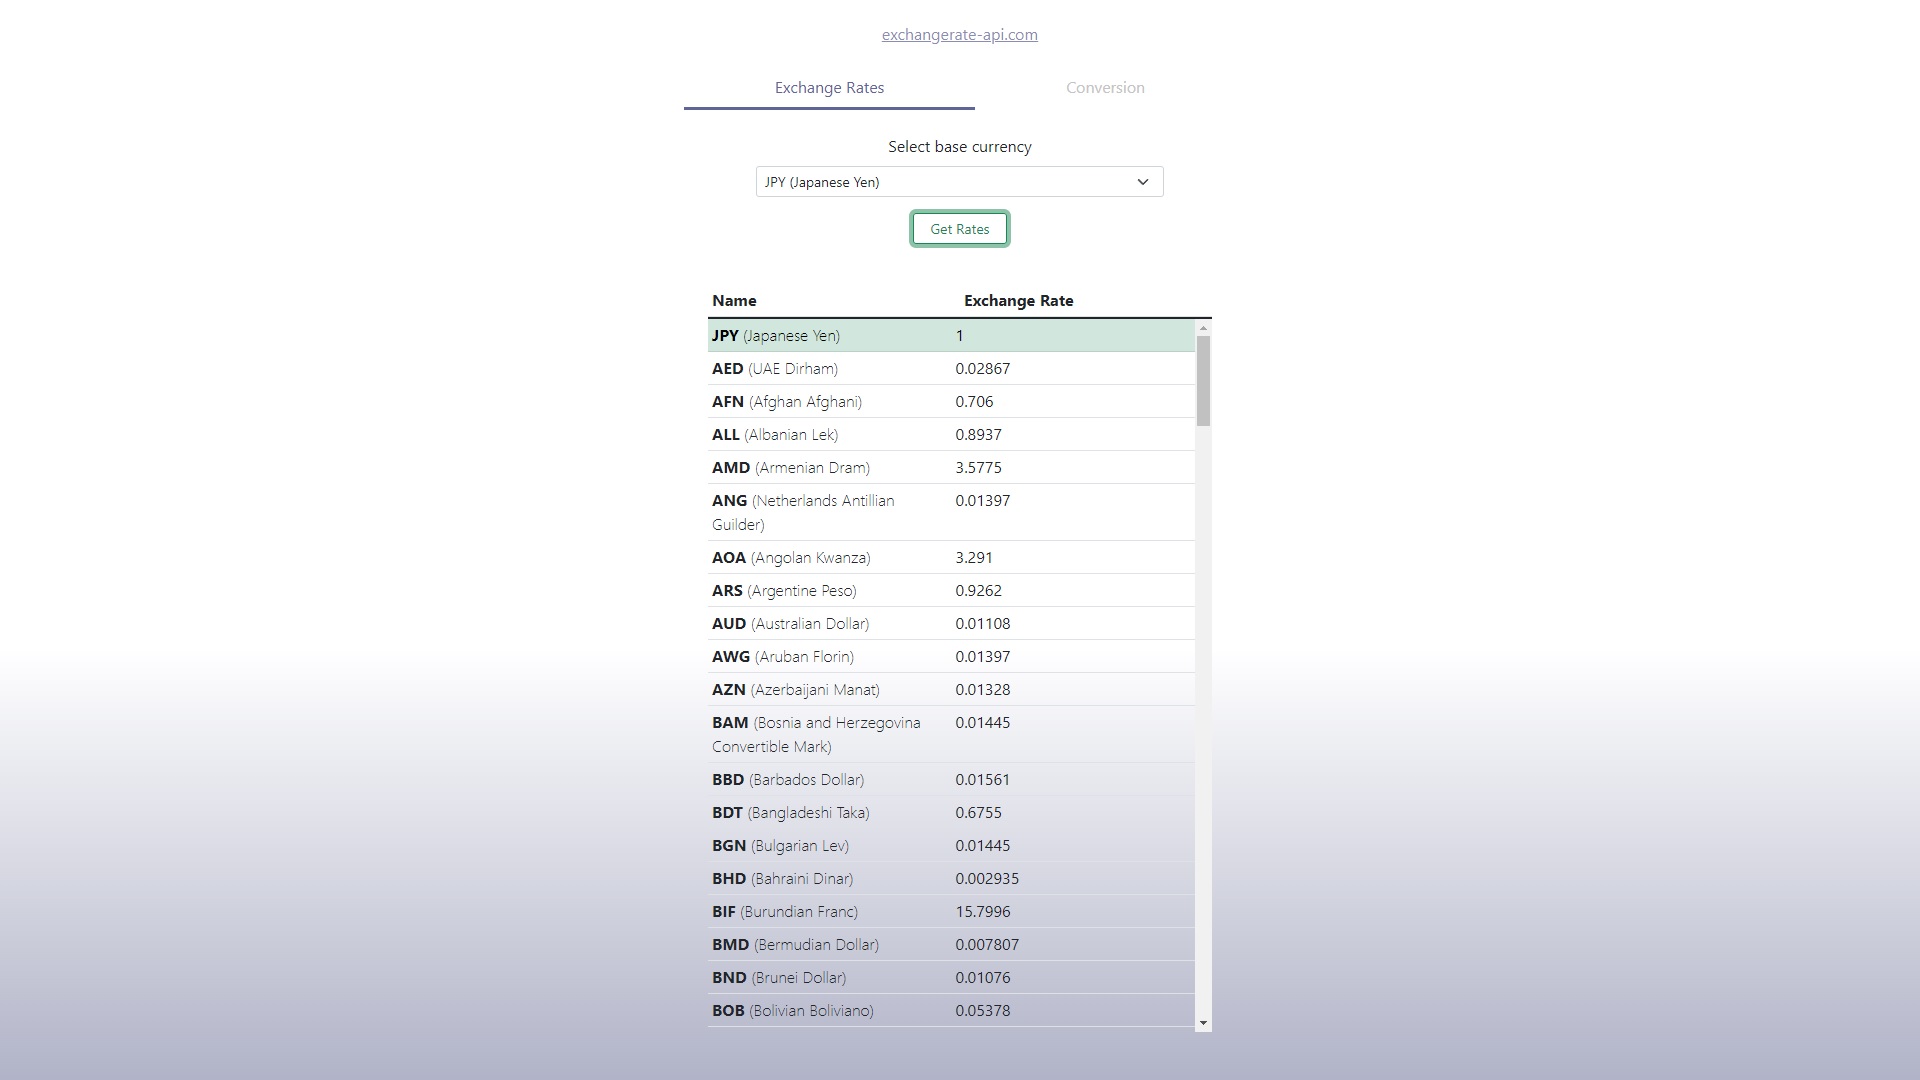 exchangerate-api.com
Exchange Rates Conversion
Select base currency
JPY (Japanese Yen)
Get Rates
Name Exchange Rate
JPY (Japanese Yen) 1
AED (UAE Dirham) 0.02867
AFN (Afghan Afghani) 0.706
ALL (Albanian Lek) 0.8937
AMD (Armenian Dram) 3.5775
ANG (Netherlands Antillian 0.01397
Guilder)
AOA (Angolan Kwanza) 3.291
ARS (Argentine Peso) 0.9262
AUD (Australian Dollar) 0.01108
AWG (Aruban Florin) 0.01397
AZN (Azerbaijani Manat) 0.01328
BAM (Bosnia and Herzegovina 0.01445
Convertible Mark)
BBD (Barbados Dollar) 0.01561
BDT (Bangladeshi Taka) 0.6755
BGN (Bulgarian Lev) 0.01445
BHD (Bahraini Dinar) 0.002935
BIF (Burundian Franc) 15.7996
BMD (Bermudian Dollar) 0.007807
BND (Brunei Dollar) 0.01076
BOB (Bolivian Boliviano) 0.05378